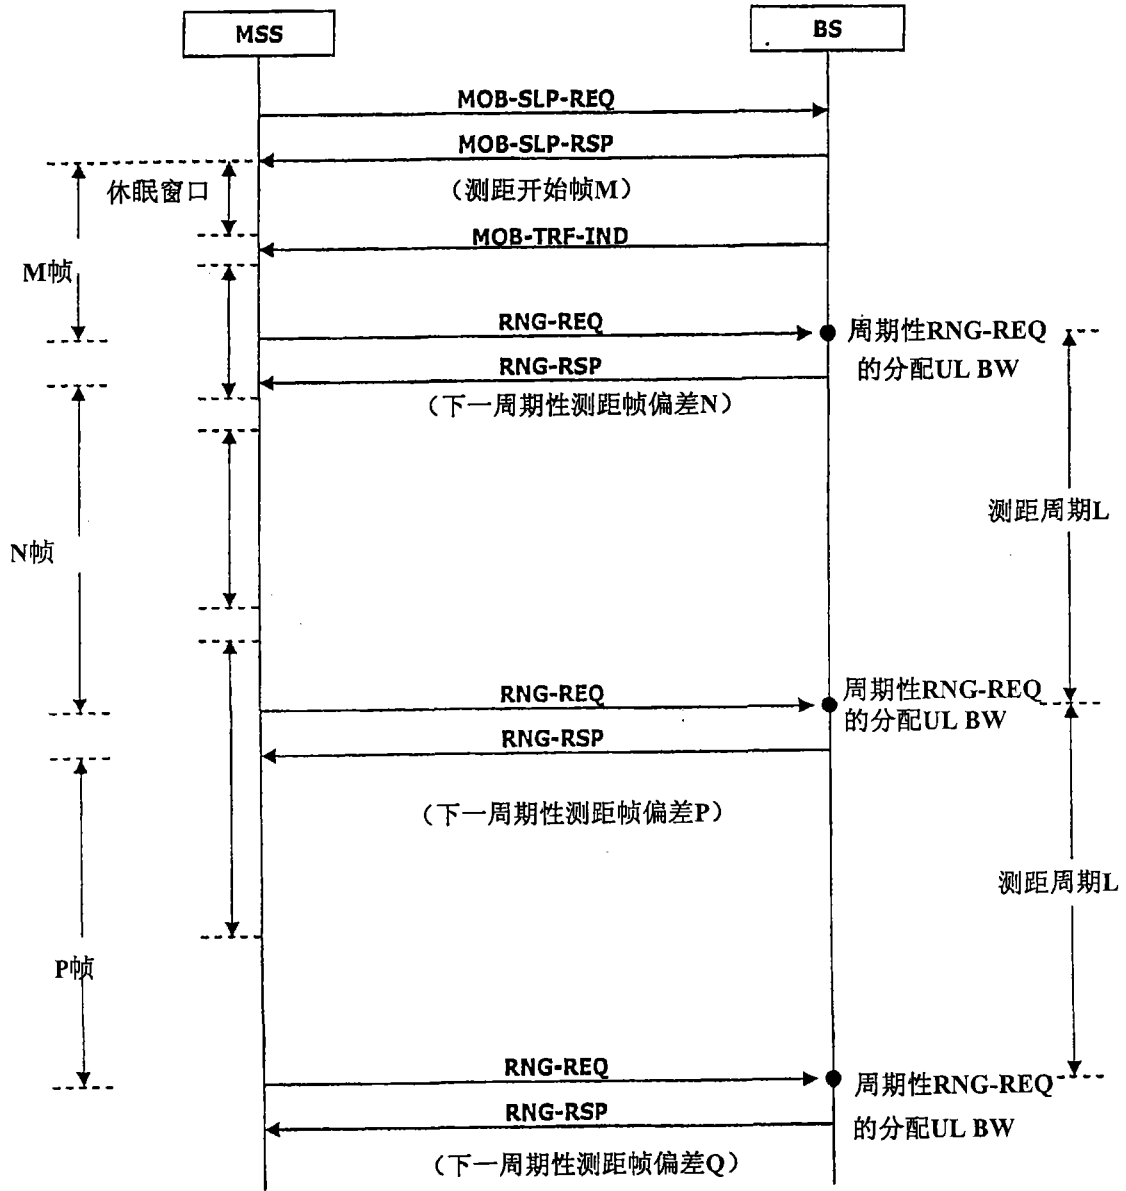 MSS
BS
MOB-SLP-REQ
MOB-SLP-RSP
休眠窗口
（测距开始帧M）
MOB-TRF-IND
M帧
RNG-REQ
周期性RNG-REQ
的分配UL BW
RNG-RSP
（下一周期性测距帧偏差N）
测距周期L
N帧
RNG-REQ
周期性RNG-REQ
的分配UL BW
RNG-RSP
（下一周期性测距帧偏差P）
测距周期L
P帧
RNG-REQ
周期性RNG-REQ
的分配UL BW
RNG-RSP
（下一周期性测距帧偏差Q）